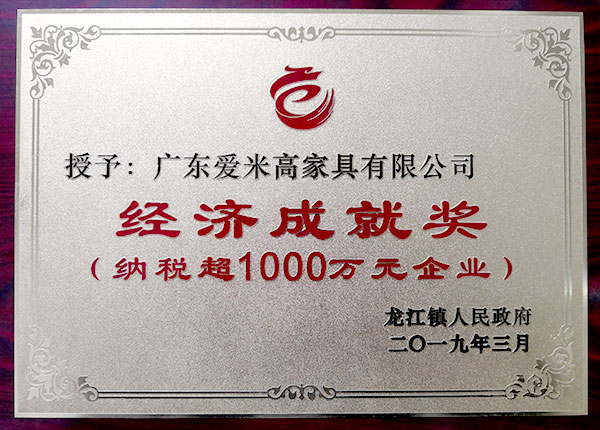 授予：广东爱米高家具有限公司
经济成就奖
（纳税超1000万元企业）
龙江镇人民政府
二〇一九年三月